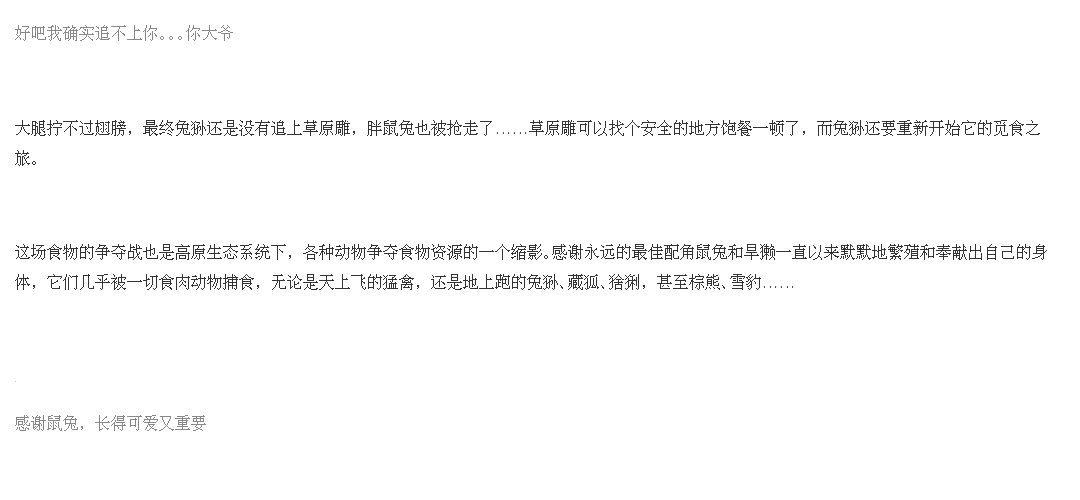 好吧我确实追不上你。。。你大爷
大腿拧不过翅膀，最终兔狲还是没有追上草原雕，胖鼠兔也被抢走了……草原雕可以找个安全的地方饱餐一顿了，而兔狲还要重新开始它的觅食之
旅。
这场食物的争夺战也是高原生态系统下，各种动物争夺食物资源的一个缩影。感谢永远的最佳配角鼠兔和旱獭一直以来默默地繁殖和奉献出自己的身
体，它们几乎被一切食肉动物捕食，无论是天上飞的猛禽，还是地上跑的兔狲、藏狐、猞猁，甚至棕熊、雪豹……
感谢鼠兔，长得可爱又重要